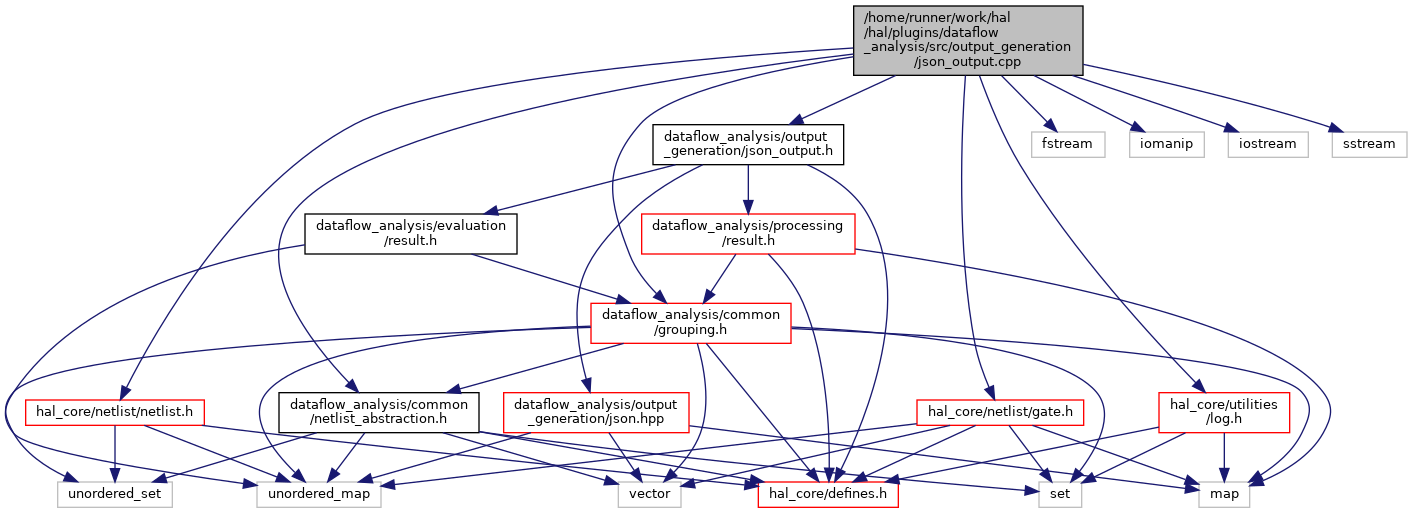 /home/runner/work/hal
/hal/plugins/dataflow
_analysis/src/output_generation
/json_output.cpp
dataflow_analysis/output
_generation/json_output.h
fstream
iomanip
iostream
sstream
dataflow_analysis/evaluation
/result.h
dataflow_analysis/processing
/result.h
dataflow_analysis/common
/grouping.h
hal_core/netlist/netlist.h
dataflow_analysis/common
/netlist_abstraction.h
dataflow_analysis/output
_generation/json.hpp
hal_core/netlist/gate.h
hal_core/utilities
/log.h
unordered_set
unordered_map
vector
hal_core/defines.h
set
map